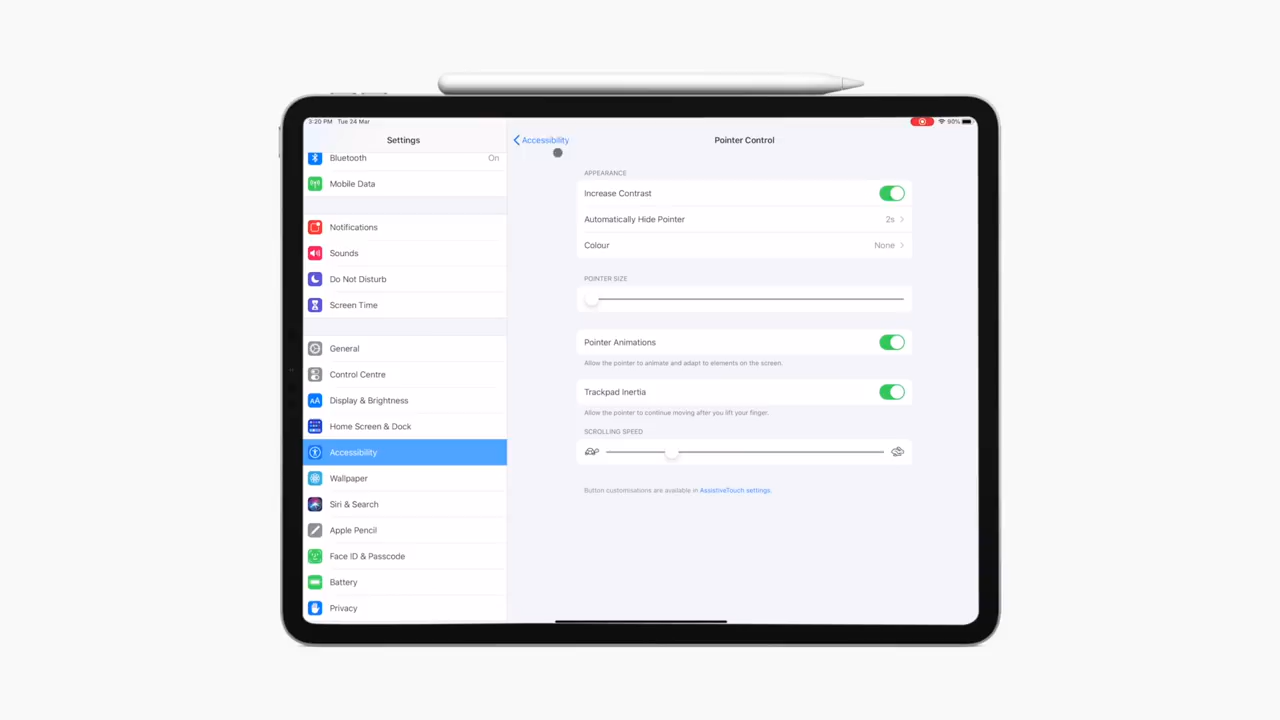 3:20 PM Tue 24 Mar
90%
Settings
Bluetooth On
Mobile Data
Notifications
Sounds
Do Not Disturb
Screen Time
General
Control Centre
AA Display & Brightness
Home Screen & Dock
Accessibility
Wallpaper
Siri & Search
Apple Pencil
Face ID & Passcode
Battery
Privacy
Accessibility
Pointer Control
APPEARANCE
Increase Contrast
Automatically Hide Pointer 2s
Colour None
POINTER SIZE
Pointer Animations
Allow the pointer to animate and adapt to elements on the screen.
Trackpad Inertia
Allow the pointer to continue moving after you lift your finger.
SCROLLING SPEED
Button customisations are available in AssistiveTouch settings.